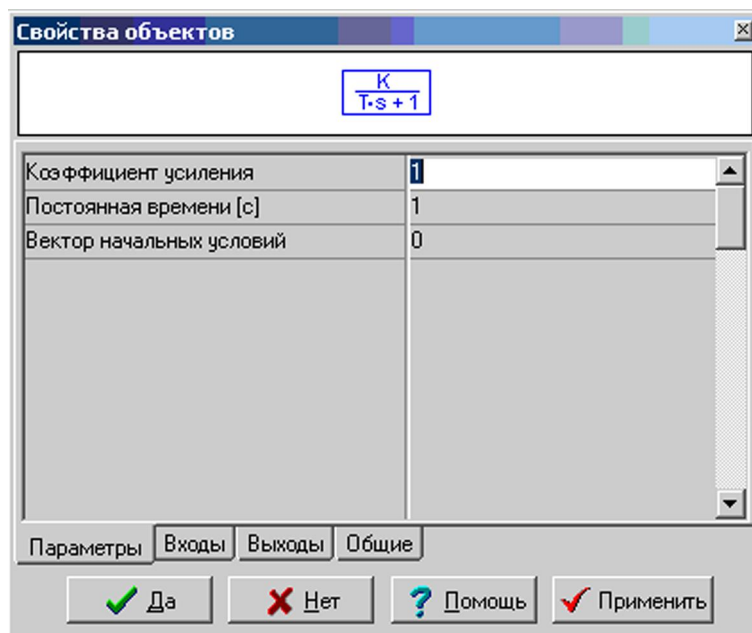 Свойства объектов
K
T·s + 1
Коэффициент усиления 1
Постоянная времени [с] 1
Вектор начальных условий 0
Параметры Входы Выходы Общие
Да Нет Помощь Применить